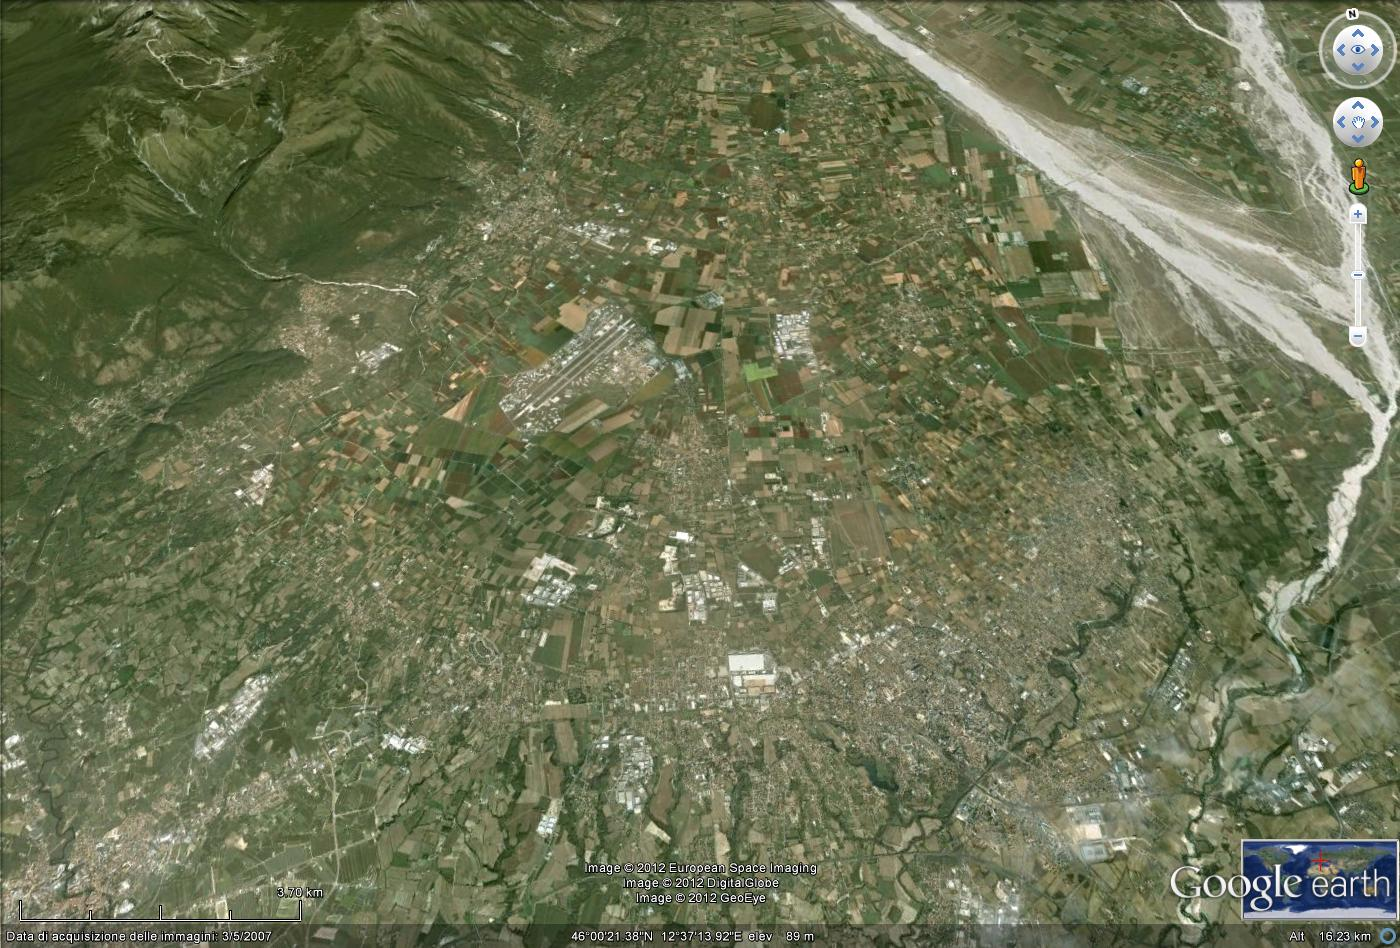 N
3.70 km
Image © 2012 European Space Imaging
Image © 2012 DigitalGlobe
Image © 2012 GeoEye
Google earth
Data di acquisizione delle immagini: 3/5/2007
46°00'21.38"N 12°37'13.92"E elev 89 m
Alt 16.23 km